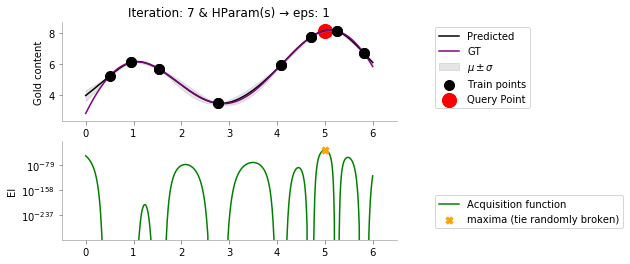 Iteration: 7 & HParam(s) → eps: 1
Gold content
8
6
4
0 1 2 3 4 5 6
Predicted
GT
μ ± σ
Train points
Query Point
EI
10⁻⁷⁹
10⁻¹⁵⁸
10⁻²³⁷
0 1 2 3 4 5 6
Acquisition function
maxima (tie randomly broken)